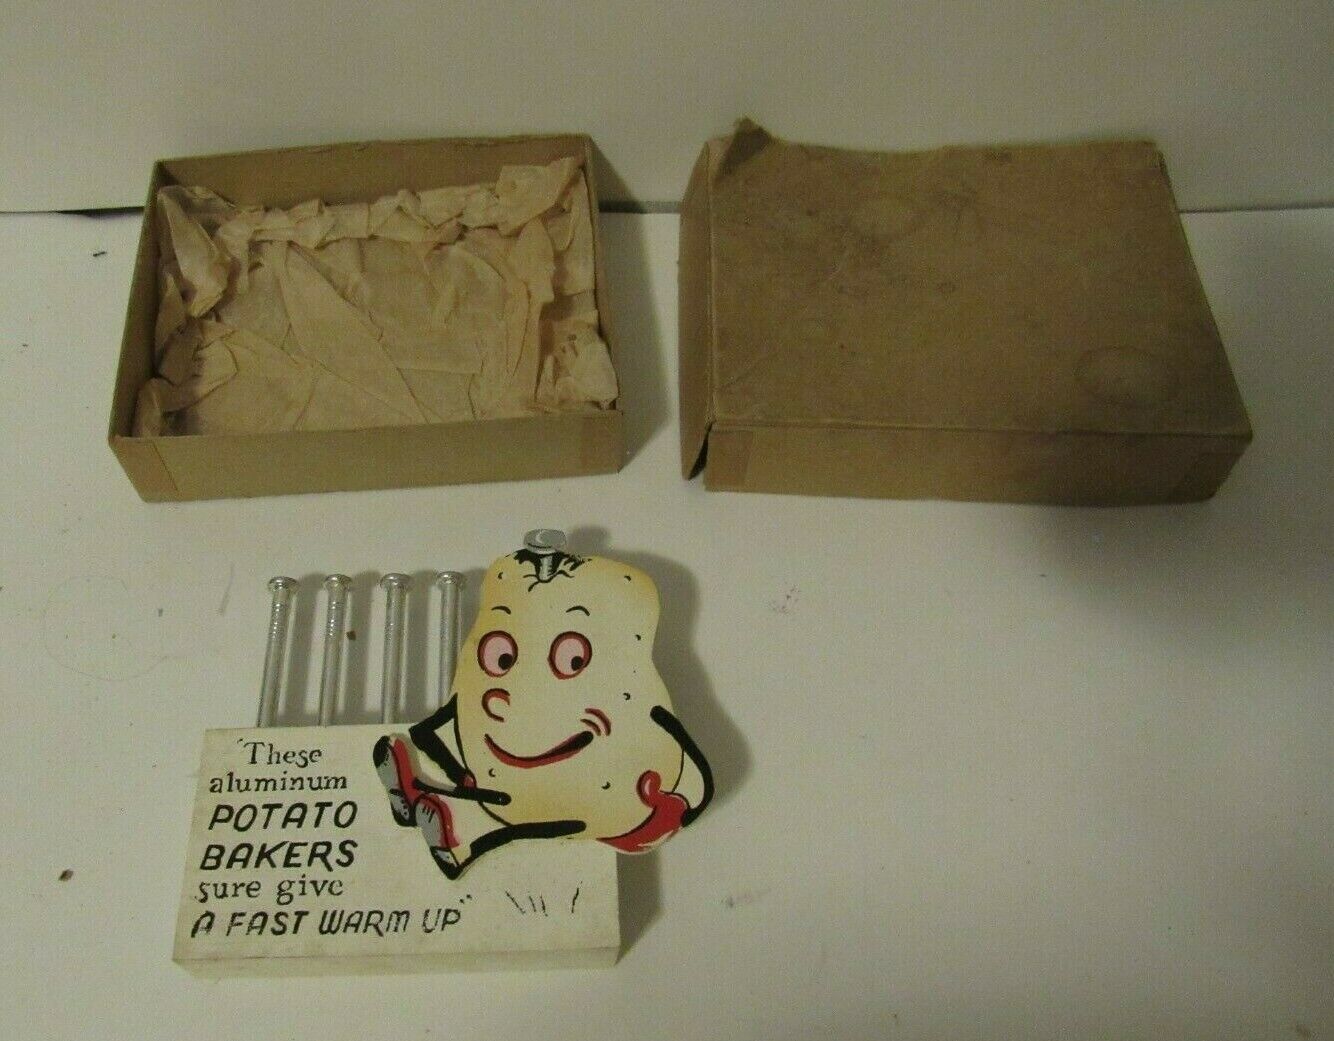 "These
aluminum
POTATO
BAKERS
sure give
A FAST WARM UP"